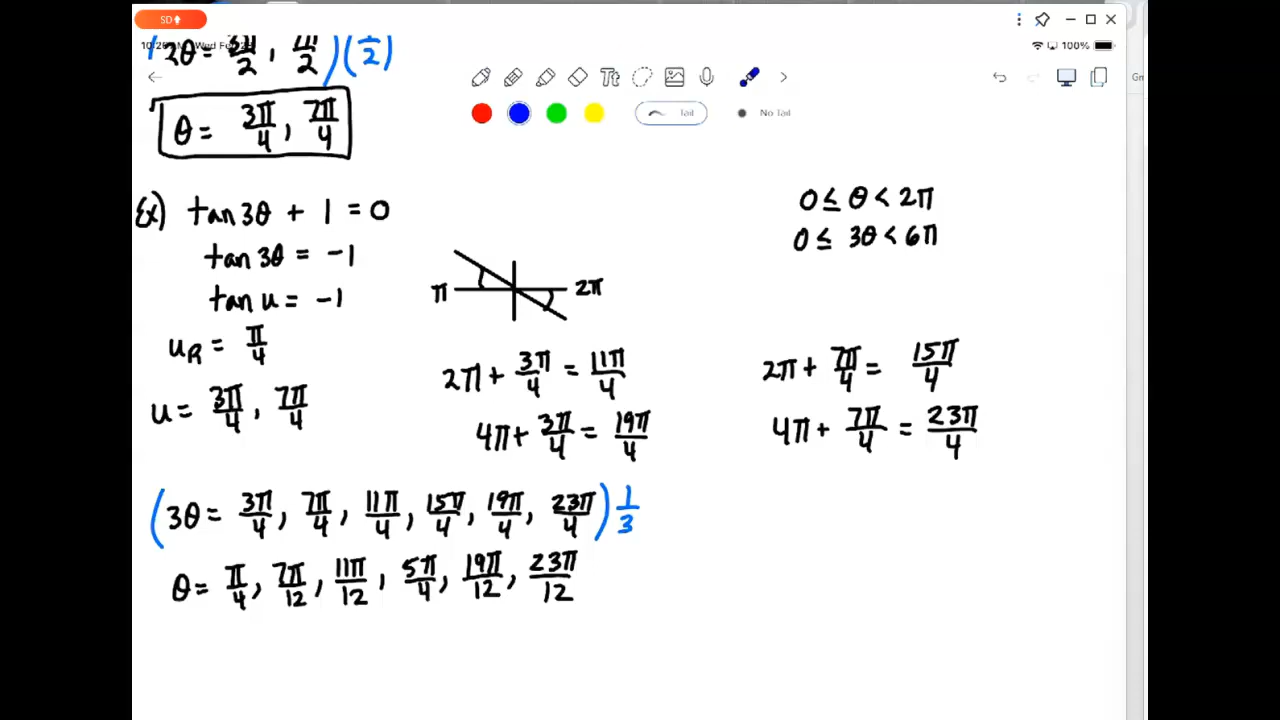 SD
100%
2θ = 3π/2, 7π/2 ) (1/2)
θ = 3π/4, 7π/4
Tt
Tail
No Tail
Ex) tan 3θ + 1 = 0
tan 3θ = -1
tan u = -1
u_R = π/4
u = 3π/4, 7π/4
π
2π
0 ≤ θ < 2π
0 ≤ 3θ < 6π
2π + 3π/4 = 11π/4
4π + 3π/4 = 19π/4
2π + 7π/4 = 15π/4
4π + 7π/4 = 23π/4
(3θ = 3π/4, 7π/4, 11π/4, 15π/4, 19π/4, 23π/4) 1/3
θ = π/4, 7π/12, 11π/12, 5π/4, 19π/12, 23π/12